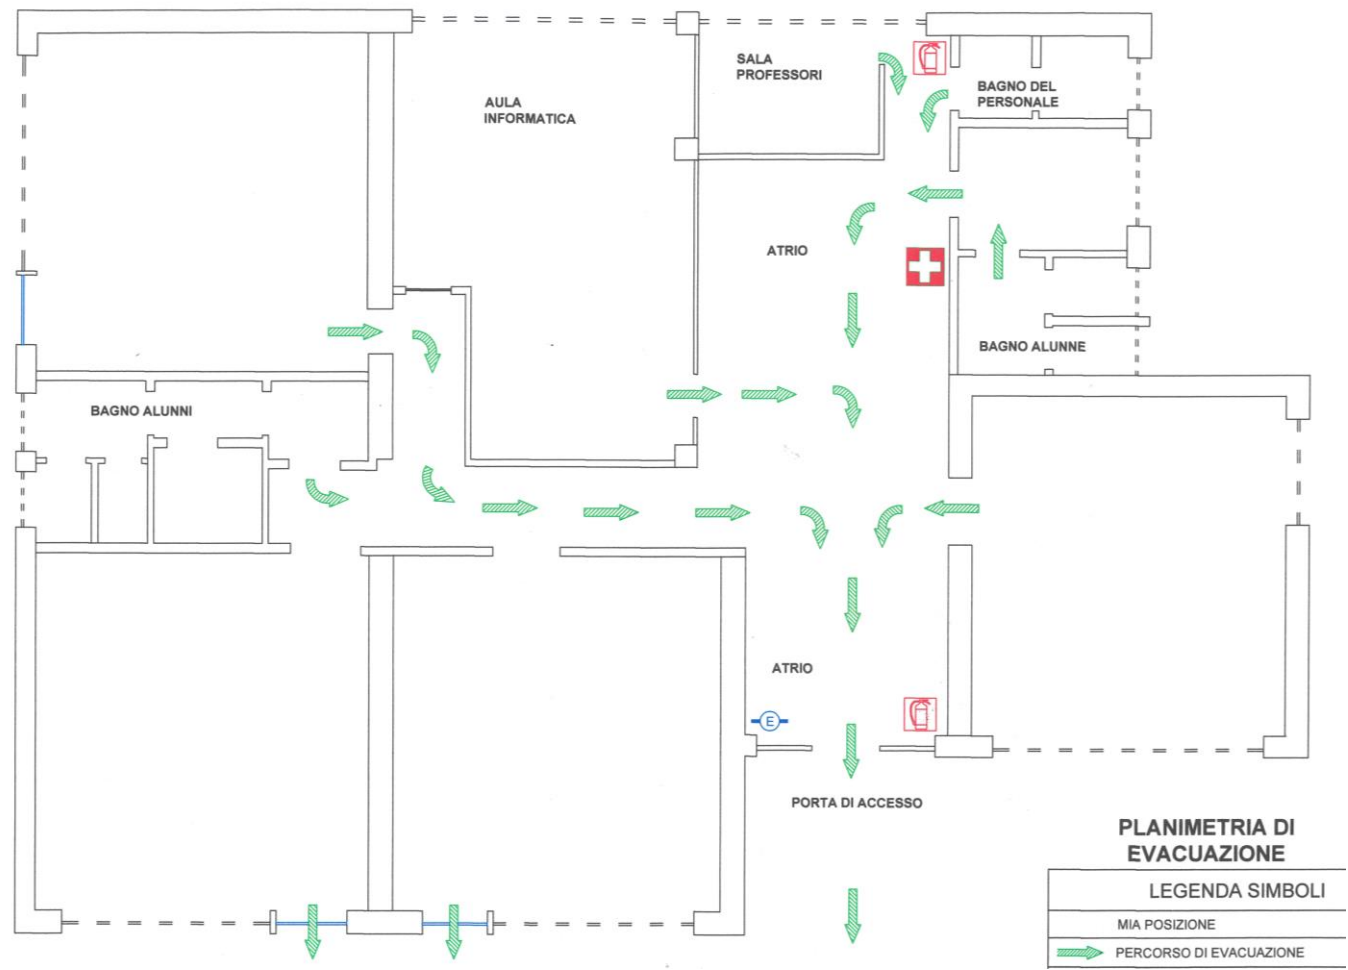 SALA
PROFESSORI
BAGNO DEL
PERSONALE
AULA
INFORMATICA
ATRIO
BAGNO ALUNNE
BAGNO ALUNNI
ATRIO
E
PORTA DI ACCESSO
PLANIMETRIA DI
EVACUAZIONE
LEGENDA SIMBOLI
MIA POSIZIONE
PERCORSO DI EVACUAZIONE